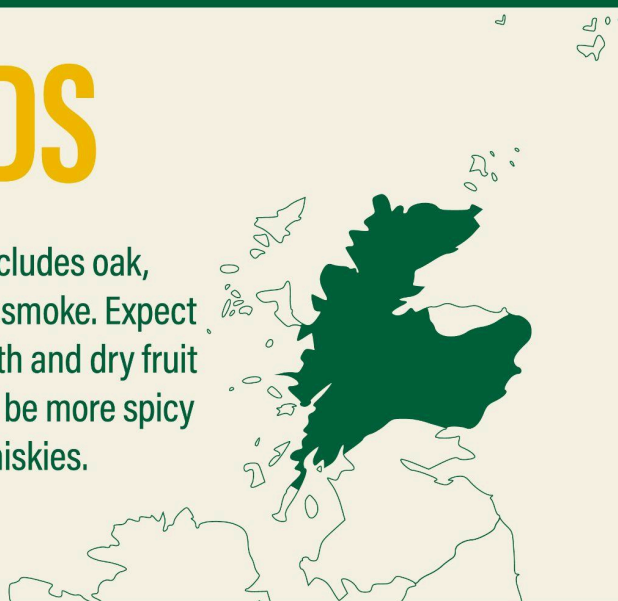 DS
cludes oak,
smoke. Expect
th and dry fruit
be more spicy
iskies.